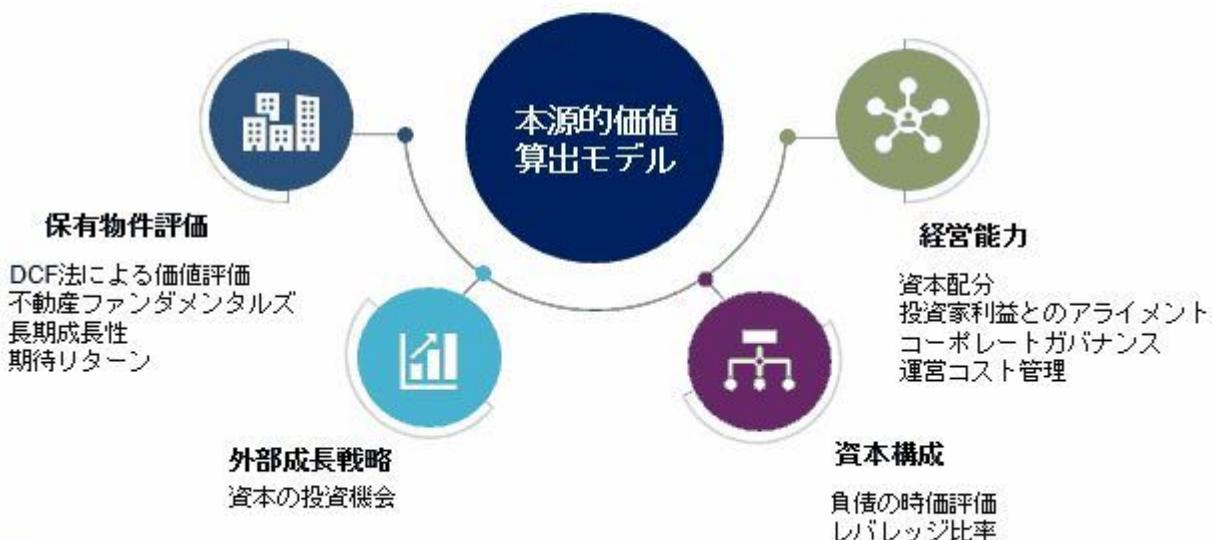 本源的価値
算出モデル
保有物件評価
DCF法による価値評価
不動産ファンダメンタルズ
長期成長性
期待リターン
外部成長戦略
資本の投資機会
資本構成
負債の時価評価
レバレッジ比率
経営能力
資本配分
投資家利益とのアライメント
コーポレートガバナンス
運営コスト管理